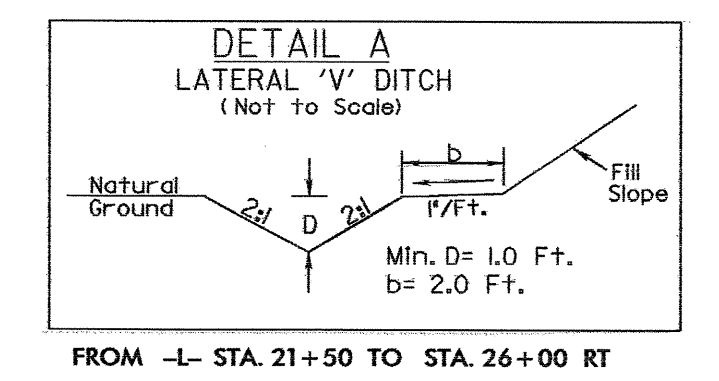 DETAIL A
LATERAL 'V' DITCH
(Not to Scale)
b
Natural
Ground
2:1
D
2:1
1"/Ft.
Fill
Slope
Min. D= 1.0 Ft.
b= 2.0 Ft.
FROM -L- STA. 21+50 TO STA. 26+00 RT